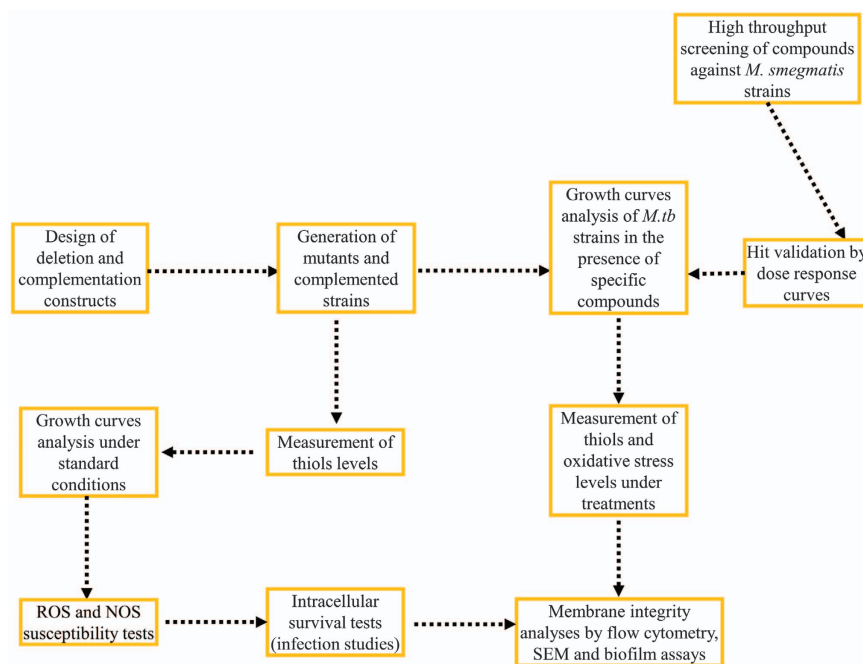 High throughput
screening of compounds
against M. smegmatis
strains
Design of
deletion and
complementation
constructs
Generation of
mutants and
complemented
strains
Growth curves
analysis of M.tb
strains in the
presence of
specific
compounds
Hit validation by
dose response
curves
Growth curves
analysis under
standard
conditions
Measurement of
thiols levels
Measurement of
thiols and
oxidative stress
levels under
treatments
ROS and NOS
susceptibility tests
Intracellular
survival tests
(infection studies)
Membrane integrity
analyses by flow cytometry,
SEM and biofilm assays